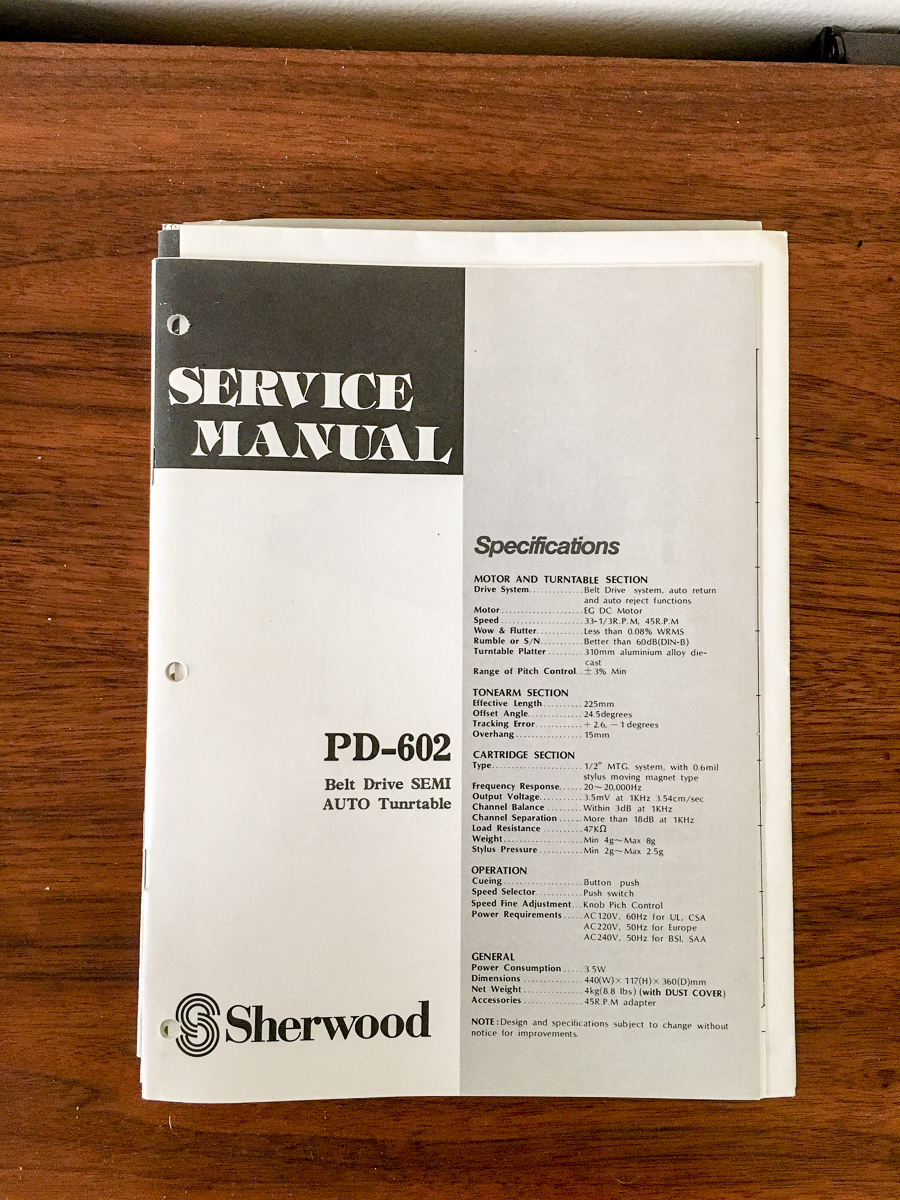 SERVICE
MANUAL
PD-602
Belt Drive SEMI
AUTO Tunrtable
Sherwood
Specifications
MOTOR AND TURNTABLE SECTION
Drive System.............Belt Drive system, auto return
and auto reject functions
Motor....................EG DC Motor
Speed....................33-1/3R.P.M, 45R.P.M
Wow & Flutter...........Less than 0.08% WRMS
Rumble or S/N..........Better than 60dB(DIN-B)
Turntable Platter.........310mm aluminium alloy die-
cast
Range of Pitch Control..±3% Min
TONEARM SECTION
Effective Length..........225mm
Offset Angle.............24.5degrees
Tracking Error............+2.6, −1degrees
Overhang................15mm
CARTRIDGE SECTION
Type.....................1/2" MTG. system, with 0.6mil
stylus moving magnet type
Frequency Response......20~20,000Hz
Output Voltage...........3.5mV at 1KHz 3.54cm/sec
Channel Balance.........Within 3dB at 1KHz
Channel Separation......More than 18dB at 1KHz
Load Resistance..........47KΩ
Weight...................Min 4g~Max 8g
Stylus Pressure...........Min 2g~Max 2.5g
OPERATION
Cueing...................Button push
Speed Selector............Push switch
Speed Fine Adjustment...Knob Pich Control
Power Requirements.....AC120V, 60Hz for UL, CSA
AC220V, 50Hz for Europe
AC240V, 50Hz for BSI, SAA
GENERAL
Power Consumption.....3.5W
Dimensions..............440(W)×117(H)×360(D)mm
Net Weight..............4kg(8.8 lbs) (with DUST COVER)
Accessories..............45R.P.M adapter
NOTE:Design and specifications subject to change without
notice for improvements.